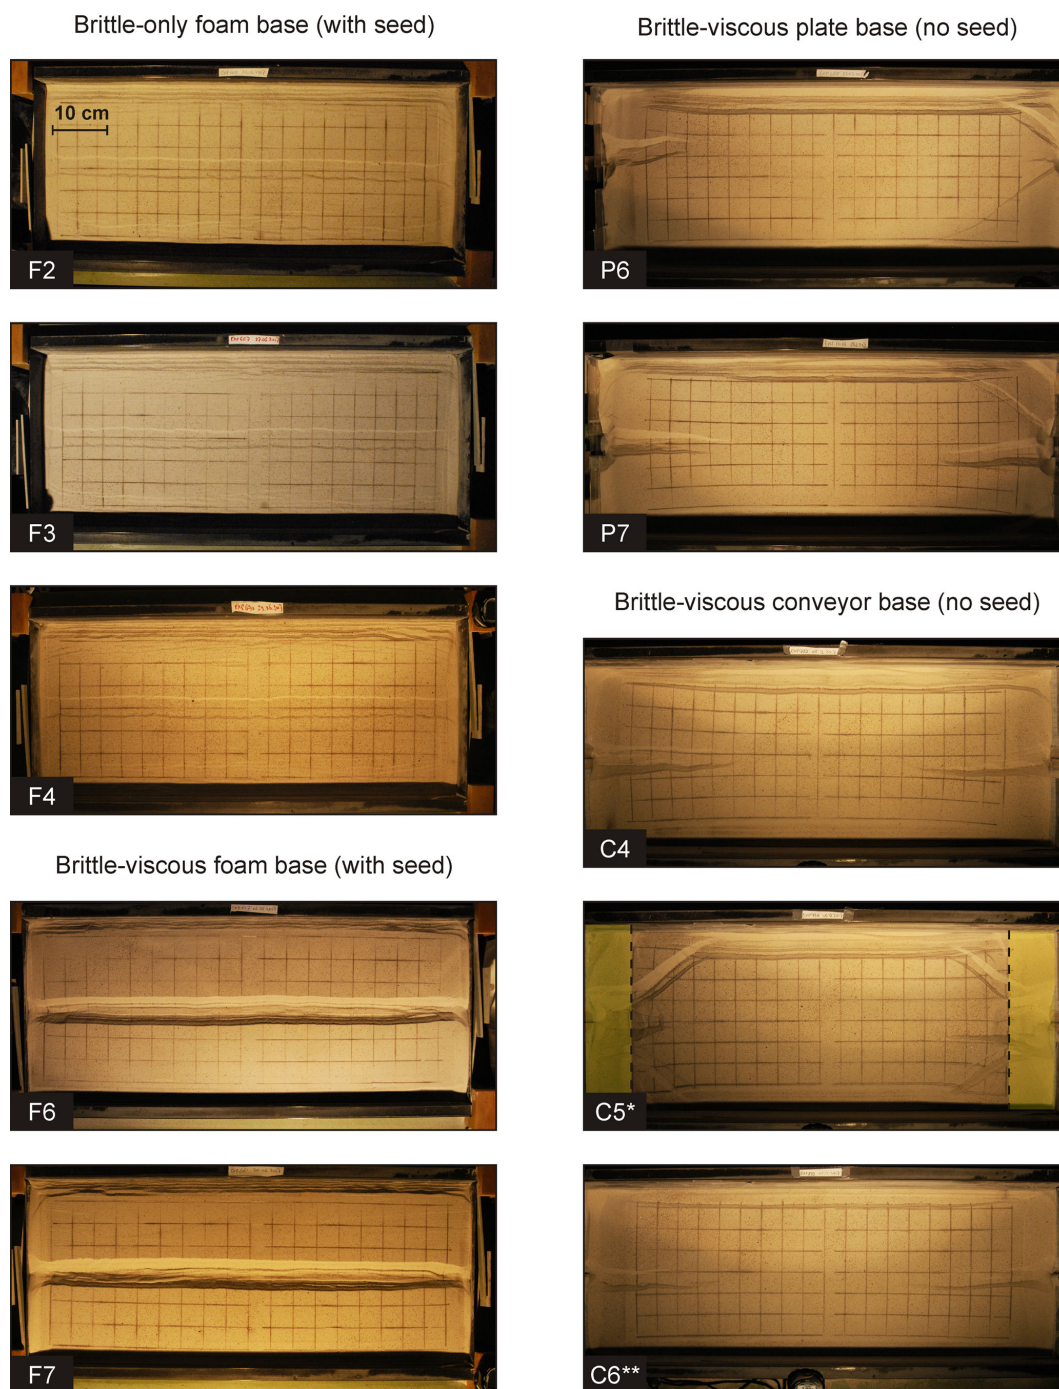 Brittle-only foam base (with seed)
10 cm
F2
F3
F4
Brittle-viscous foam base (with seed)
F6
F7
Brittle-viscous plate base (no seed)
P6
P7
Brittle-viscous conveyor base (no seed)
C4
C5*
C6**